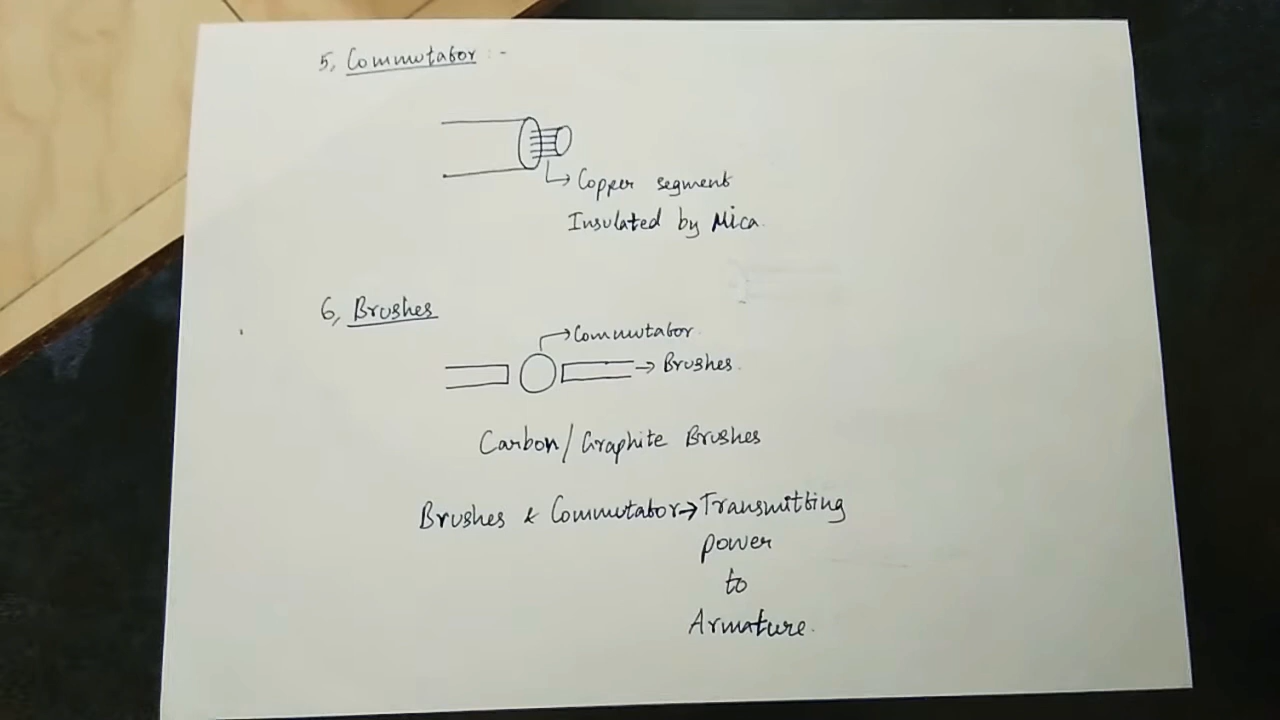 5, Commutator :-
Copper segment
Insulated by Mica.
6, Brushes
Commutator.
Brushes.
Carbon/Graphite Brushes
Brushes & Commutator→Transmitting
power
to
Armature.